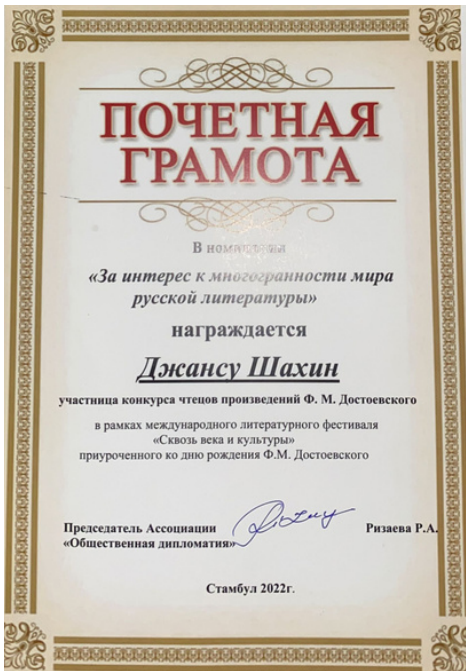 ПОЧЕТНАЯ
ГРАМОТА
В номинации
«За интерес к многогранности мира
русской литературы»
награждается
Джансу Шахин
участница конкурса чтецов произведений Ф. М. Достоевского
в рамках международного литературного фестиваля
«Сквозь века и культуры»
приуроченного ко дню рождения Ф.М. Достоевского
Председатель Ассоциации
«Общественная дипломатия»
Ризаева Р.А.
Стамбул 2022г.